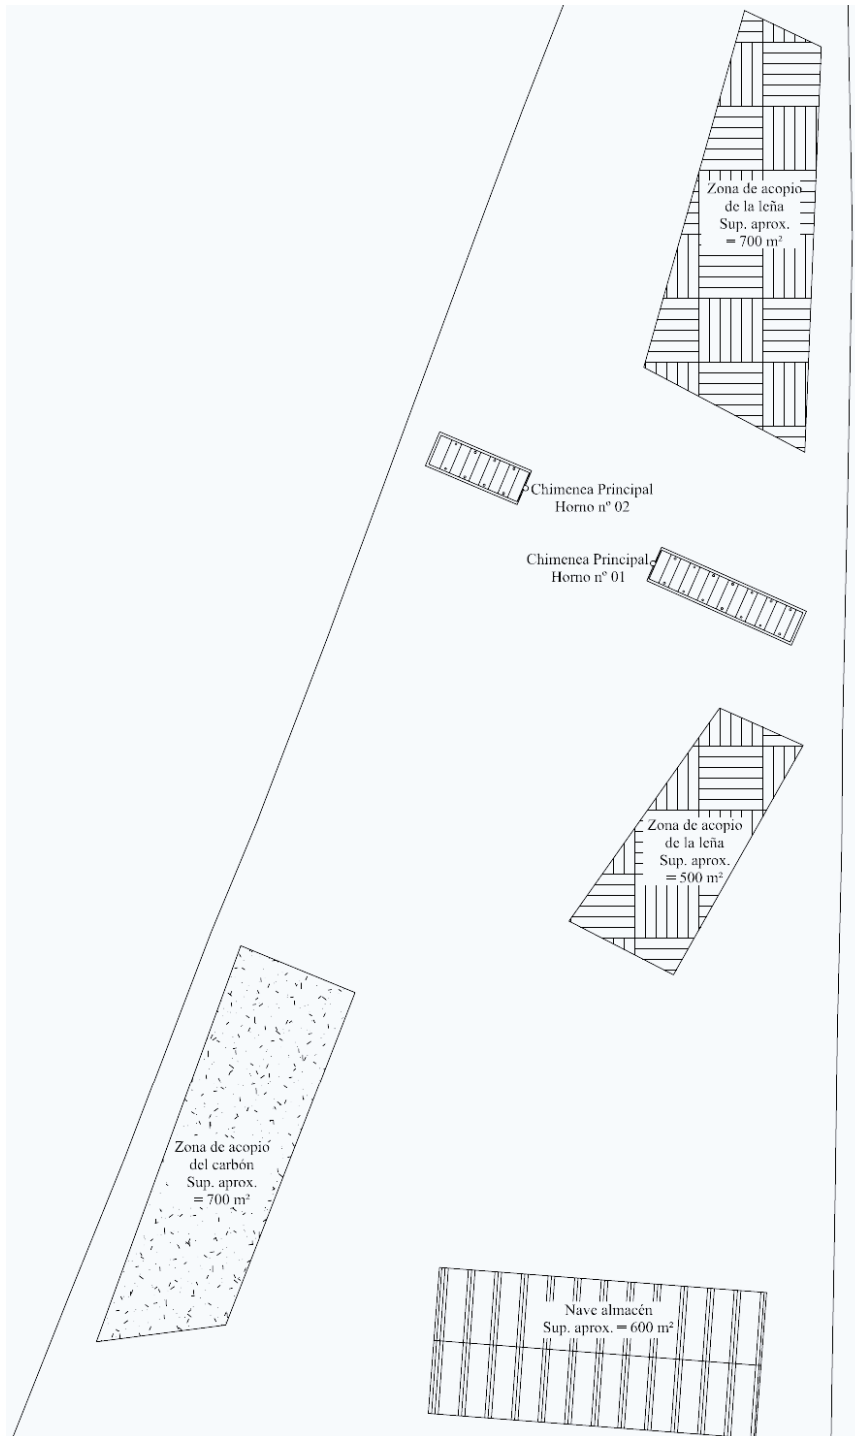 Zona de acopio
de la leña
Sup. aprox.
= 700 m²
Chimenea Principal
Horno nº 02
Chimenea Principal
Horno nº 01
Zona de acopio
de la leña
Sup. aprox.
= 500 m²
Zona de acopio
del carbón
Sup. aprox.
= 700 m²
Nave almacén
Sup. aprox. = 600 m²